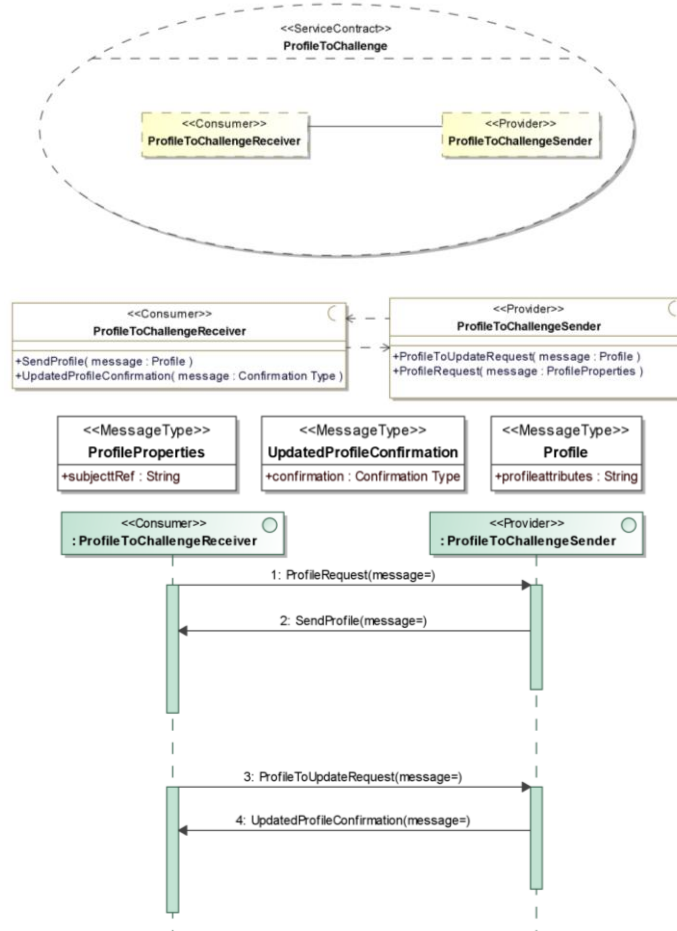 <<ServiceContract>>
ProfileToChallenge
<<Consumer>>
ProfileToChallengeReceiver
<<Provider>>
ProfileToChallengeSender
<<Consumer>>
ProfileToChallengeReceiver
+SendProfile( message : Profile )
+UpdatedProfileConfirmation( message : Confirmation Type )
<<Provider>>
ProfileToChallengeSender
+ProfileToUpdateRequest( message : Profile )
+ProfileRequest( message : ProfileProperties )
<<MessageType>>
ProfileProperties
+subjecttRef : String
<<MessageType>>
UpdatedProfileConfirmation
+confirmation : Confirmation Type
<<MessageType>>
Profile
+profileattributes : String
<<Consumer>>
: ProfileToChallengeReceiver
<<Provider>>
: ProfileToChallengeSender
1: ProfileRequest(message=)
2: SendProfile(message=)
3: ProfileToUpdateRequest(message=)
4: UpdatedProfileConfirmation(message=)